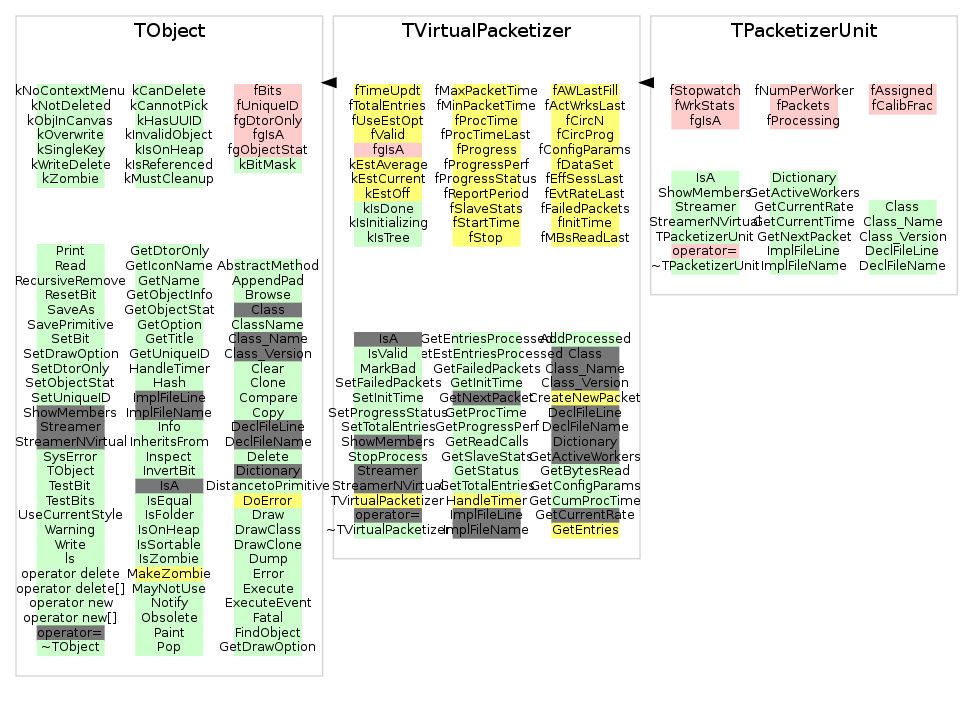 TObject
kNoContextMenu kCanDelete fBits
kNotDeleted kCannotPick fUniqueID
kObjInCanvas kHasUUID fgDtorOnly
kOverwrite kInvalidObject fgIsA
kSingleKey kIsOnHeap fgObjectStat
kWriteDelete kIsReferenced kBitMask
kZombie kMustCleanup
Print GetDtorOnly
Read GetIconName AbstractMethod
RecursiveRemove GetName AppendPad
ResetBit GetObjectInfo Browse
SaveAs GetObjectStat Class
SavePrimitive GetOption ClassName
SetBit GetTitle Class_Name
SetDrawOption GetUniqueID Class_Version
SetDtorOnly HandleTimer Clear
SetObjectStat Hash Clone
SetUniqueID ImplFileLine Compare
ShowMembers ImplFileName Copy
Streamer Info DeclFileLine
StreamerNVirtual InheritsFrom DeclFileName
SysError Inspect Delete
TObject InvertBit Dictionary
TestBit IsA DistancetoPrimitive
TestBits IsEqual DoError
UseCurrentStyle IsFolder Draw
Warning IsOnHeap DrawClass
Write IsSortable DrawClone
ls IsZombie Dump
operator delete MakeZombie Error
operator delete[] MayNotUse Execute
operator new Notify ExecuteEvent
operator new[] Obsolete Fatal
operator= Paint FindObject
~TObject Pop GetDrawOption
TVirtualPacketizer
fTimeUpdt fMaxPacketTime fAWLastFill
fTotalEntries fMinPacketTime fActWrksLast
fUseEstOpt fProcTime fCircN
fValid fProcTimeLast fCircProg
fgIsA fProgress fConfigParams
kEstAverage fProgressPerf fDataSet
kEstCurrent fProgressStatus fEffSessLast
kEstOff fReportPeriod fEvtRateLast
kIsDone fSlaveStats fFailedPackets
kIsInitializing fStartTime fInitTime
kIsTree fStop fMBsReadLast
IsA GetEntriesProcessed AddProcessed
IsValid etEstEntriesProcessed Class
MarkBad GetFailedPackets Class_Name
SetFailedPackets GetInitTime Class_Version
SetInitTime GetNextPacket CreateNewPacket
SetProgressStatus GetProcTime DeclFileLine
SetTotalEntries GetProgressPerf DeclFileName
ShowMembers GetReadCalls Dictionary
StopProcess GetSlaveStats GetActiveWorkers
Streamer GetStatus GetBytesRead
StreamerNVirtual GetTotalEntries GetConfigParams
TVirtualPacketizer HandleTimer GetCumProcTime
operator= ImplFileLine GetCurrentRate
~TVirtualPacketizer ImplFileName GetEntries
TPacketizerUnit
fStopwatch fNumPerWorker fAssigned
fWrkStats fPackets fCalibFrac
fgIsA fProcessing
IsA Dictionary
ShowMembers GetActiveWorkers
Streamer GetCurrentRate Class
StreamerNVirtual GetCurrentTime Class_Name
TPacketizerUnit GetNextPacket Class_Version
operator= ImplFileLine DeclFileLine
~TPacketizerUnit ImplFileName DeclFileName